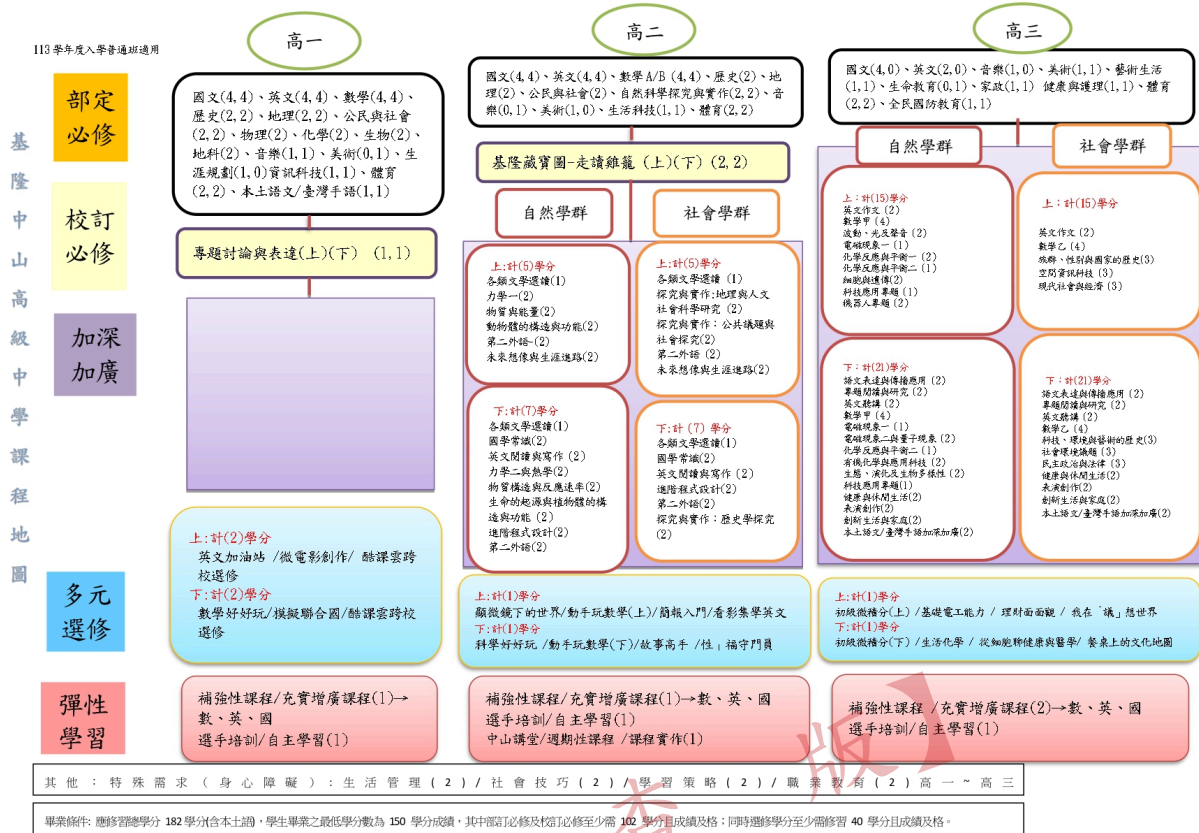 113 學年度入學普通班適用
基隆中山高級中學課程地圖
高一
高二
高三
部定
必修
國文(4,4)、英文(4,4)、數學(4,4)、
歷史(2,2)、地理(2,2)、公民與社會
(2,2)、物理(2)、化學(2)、生物(2)、
地科(2)、音樂(1,1)、美術(0,1)、生
涯規劃(1,0)資訊科技(1,1)、體育
(2,2)、本土語文/臺灣手語(1,1)
國文(4,4)、英文(4,4)、數學 A/B (4,4)、歷史(2)、地
理(2)、公民與社會(2)、自然科學探究與實作(2,2)、音
樂(0,1)、美術(1,0)、生活科技(1,1)、體育(2,2)
國文(4,0)、英文(2,0)、音樂(1,0)、美術(1,1)、藝術生活
(1,1)、生命教育(0,1)、家政(1,1) 健康與護理(1,1)、體育
(2,2)、全民國防教育(1,1)
校訂
必修
專題討論與表達(上)(下) (1,1)
基隆藏寶圖-走讀雞籠 (上)(下) (2,2)
加深
加廣
自然學群
社會學群
上:計(5)學分
各類文學選讀(1)
力學一(2)
物質與能量(2)
動物體的構造與功能(2)
第二外語~(2)
未來想像與生涯進路(2)
上:計(5)學分
各類文學選讀 (1)
探究與實作:地理與人文
社會科學研究 (2)
探究與實作：公共議題與
社會探究(2)
第二外語 (2)
未來想像與生涯進路(2)
下:計(7)學分
各類文學選讀(1)
國學常識(2)
英文閱讀與寫作 (2)
力學二與熱學(2)
物質構造與反應速率(2)
生命的起源與植物體的構
造與功能 (2)
進階程式設計(2)
第二外語(2)
下:計 (7) 學分
各類文學選讀(1)
國學常識(2)
英文閱讀與寫作 (2)
進階程式設計(2)
第二外語(2)
探究與實作：歷史學探究
(2)
自然學群
社會學群
上：計(15)學分
英文作文 (2)
數學甲 (4)
波動、光及聲音 (2)
電磁現象一 (1)
化學反應與平衡一 (2)
化學反應與平衡二 (1)
細胞與遺傳(2)
科技應用專題 (1)
機器人專題 (2)
上：計(15)學分
英文作文 (2)
數學乙 (4)
族群、性別與國家的歷史(3)
空間資訊科技 (3)
現代社會與經濟 (3)
下：計(21)學分
語文表達與傳播應用 (2)
專題閱讀與研究 (2)
英文聽講 (2)
數學甲 (4)
電磁現象一 (1)
電磁現象二與量子現象 (2)
化學反應與平衡二 (1)
有機化學與應用科技 (2)
生態、演化及生物多樣性 (2)
科技應用專題(1)
健康與休閒生活(2)
表演創作(2)
創新生活與家庭(2)
本土語文/臺灣手語加深加廣(2)
下：計(21)學分
語文表達與傳播應用 (2)
專題閱讀與研究 (2)
英文聽講 (2)
數學乙 (4)
科技、環境與藝術的歷史(3)
社會環境議題 (3)
民主政治與法律 (3)
健康與休閒生活(2)
表演創作(2)
創新生活與家庭(2)
本土語文/臺灣手語加深加廣(2)
多元
選修
上:計(2)學分
英文加油站 /微電影創作/ 酷課雲跨
校選修
下:計(2)學分
數學好好玩/模擬聯合國/酷課雲跨校
選修
上:計(1)學分
顯微鏡下的世界/動手玩數學(上)/簡報入門/看影集學英文
下:計(1)學分
科學好好玩 /動手玩數學(下)/故事高手 /性」福守門員
上:計(1)學分
初級微積分(上) /基礎電工能力 / 理財面面觀 / 我在「議」想世界
下:計(1)學分
初級微積分(下) /生活化學 / 從細胞聊健康與醫學/ 餐桌上的文化地圖
彈性
學習
補強性課程/充實增廣課程(1)→
數、英、國
選手培訓/自主學習(1)
補強性課程/充實增廣課程(1)→數、英、國
選手培訓/自主學習(1)
中山講堂/週期性課程 /課程實作(1)
補強性課程 /充實增廣課程(2)→數、英、國
選手培訓/自主學習(1)
其他：特殊需求（身心障礙）:生活管理(2)/社會技巧(2)/學習策略(2)/職業教育(2)高一~高三
畢業條件: 應修習總學分 182 學分(含本土語)，學生畢業之最低學分數為 150 學分成績，其中部訂必修及校訂必修至少需 102 學分且成績及格；同時選修學分至少需修習 40 學分且成績及格。
查版】